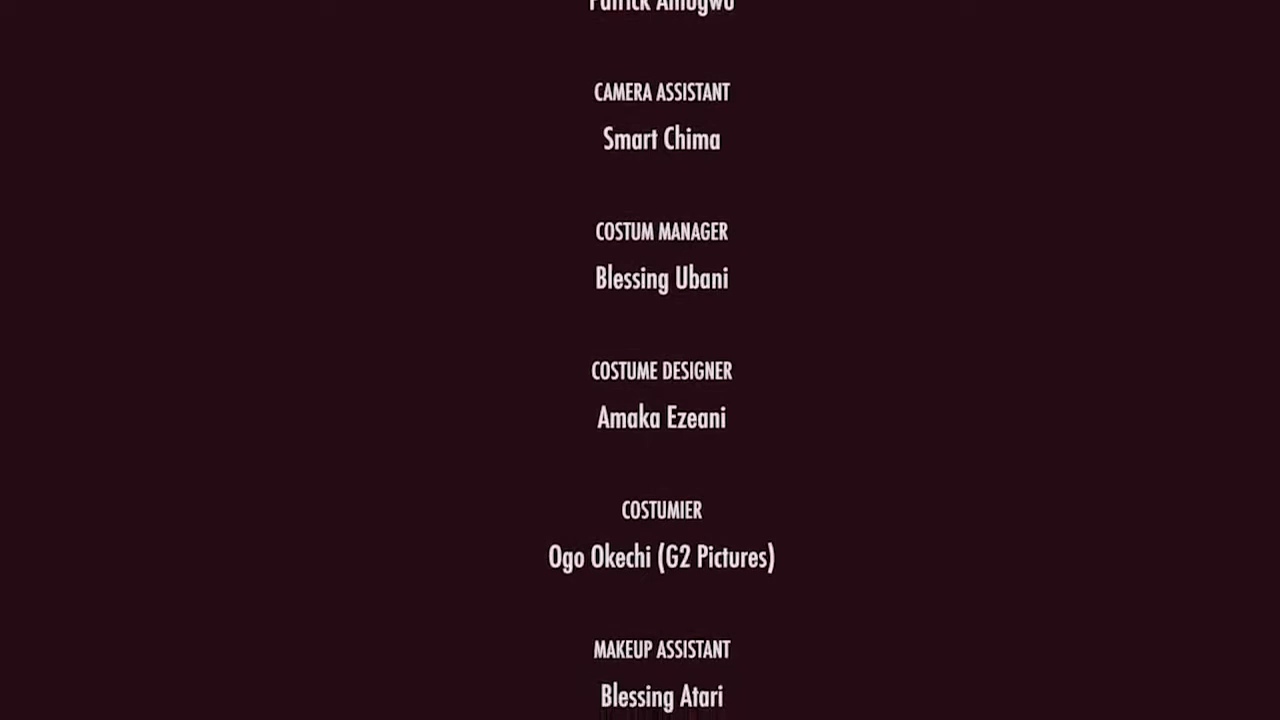 CAMERA ASSISTANT
Smart Chima
COSTUM MANAGER
Blessing Ubani
COSTUME DESIGNER
Amaka Ezeani
COSTUMIER
Ogo Okechi (G2 Pictures)
MAKEUP ASSISTANT
Blessing Atari